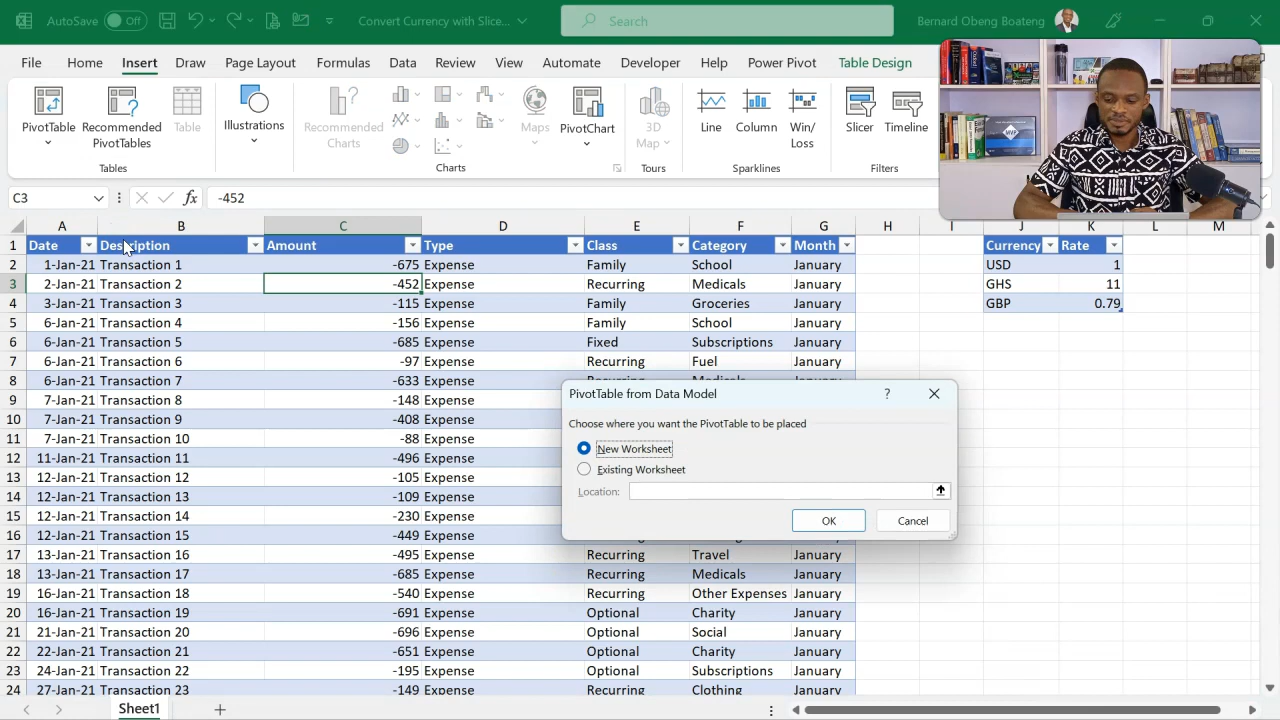 AutoSave Off Convert Currency with Slice... Search Bernard Obeng Boateng
File Home Insert Draw Page Layout Formulas Data Review View Automate Developer Help Power Pivot Table Design
PivotTable Recommended PivotTables Table Illustrations Recommended Charts Maps PivotChart 3D Map Line Column Win/Loss Slicer Timeline
Tables Charts Tours Sparklines Filters
C3 fx -452
A B C D E F G H I J K L M
1 Date Description Amount Type Class Category Month Currency Rate
2 1-Jan-21 Transaction 1 -675 Expense Family School January USD 1
3 2-Jan-21 Transaction 2 -452 Expense Recurring Medicals January GHS 11
4 3-Jan-21 Transaction 3 -115 Expense Family Groceries January GBP 0.79
5 6-Jan-21 Transaction 4 -156 Expense Family School January
6 6-Jan-21 Transaction 5 -685 Expense Fixed Subscriptions January
7 6-Jan-21 Transaction 6 -97 Expense Recurring Fuel January
8 6-Jan-21 Transaction 7 -633 Expense
9 7-Jan-21 Transaction 8 -148 Expense
10 7-Jan-21 Transaction 9 -408 Expense
11 7-Jan-21 Transaction 10 -88 Expense
12 11-Jan-21 Transaction 11 -496 Expense
13 12-Jan-21 Transaction 12 -105 Expense
14 12-Jan-21 Transaction 13 -109 Expense
15 12-Jan-21 Transaction 14 -230 Expense
16 12-Jan-21 Transaction 15 -449 Expense
17 13-Jan-21 Transaction 16 -495 Expense Recurring Travel January
18 13-Jan-21 Transaction 17 -685 Expense Recurring Medicals January
19 16-Jan-21 Transaction 18 -540 Expense Recurring Other Expenses January
20 16-Jan-21 Transaction 19 -691 Expense Optional Charity January
21 21-Jan-21 Transaction 20 -696 Expense Optional Social January
22 22-Jan-21 Transaction 21 -651 Expense Optional Charity January
23 24-Jan-21 Transaction 22 -195 Expense Optional Subscriptions January
24 27-Jan-21 Transaction 23 -149 Expense Recurring Clothing January
PivotTable from Data Model ?
Choose where you want the PivotTable to be placed
New Worksheet
Existing Worksheet
Location:
OK Cancel
Sheet1
MVP